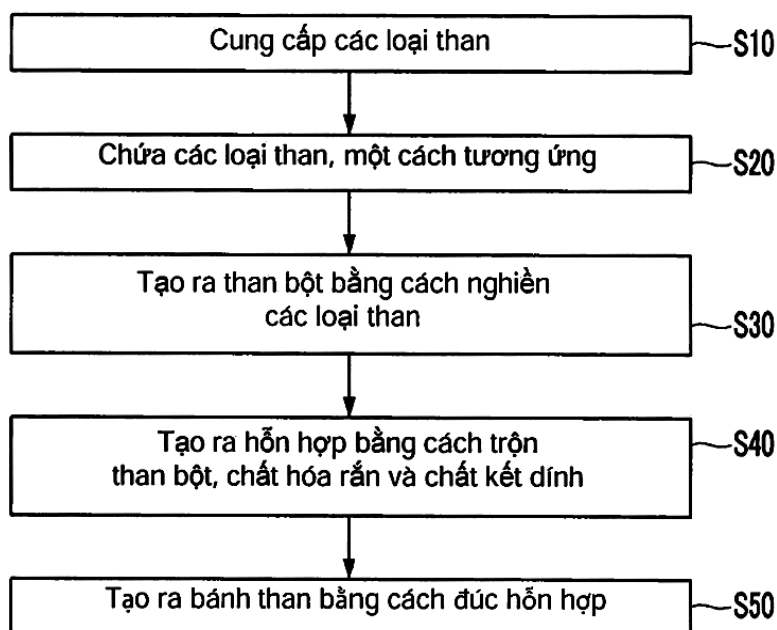 Cung cấp các loại than
S10
Chứa các loại than, một cách tương ứng
S20
Tạo ra than bột bằng cách nghiền
các loại than
S30
Tạo ra hỗn hợp bằng cách trộn
than bột, chất hóa rắn và chất kết dính
S40
Tạo ra bánh than bằng cách đúc hỗn hợp
S50